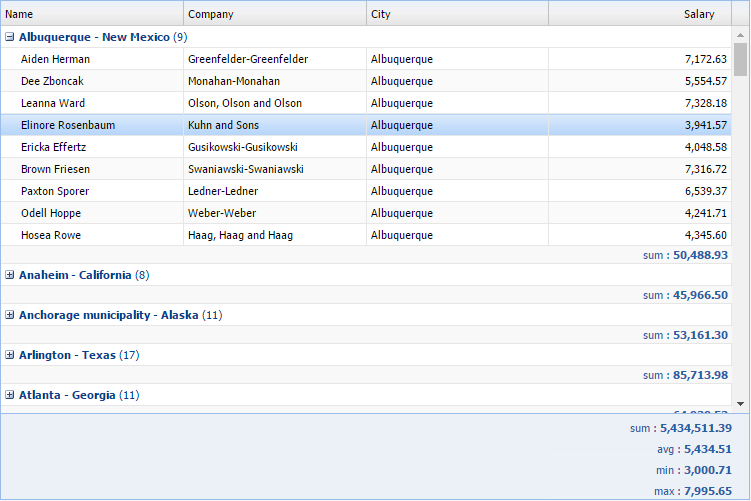 Name Company City Salary
Albuquerque - New Mexico (9)
Aiden Herman Greenfelder-Greenfelder Albuquerque 7,172.63
Dee Zboncak Monahan-Monahan Albuquerque 5,554.57
Leanna Ward Olson, Olson and Olson Albuquerque 7,328.18
Elinore Rosenbaum Kuhn and Sons Albuquerque 3,941.57
Ericka Effertz Gusikowski-Gusikowski Albuquerque 4,048.58
Brown Friesen Swaniawski-Swaniawski Albuquerque 7,316.72
Paxton Sporer Ledner-Ledner Albuquerque 6,539.37
Odell Hoppe Weber-Weber Albuquerque 4,241.71
Hosea Rowe Haag, Haag and Haag Albuquerque 4,345.60
sum : 50,488.93
Anaheim - California (8)
sum : 45,966.50
Anchorage municipality - Alaska (11)
sum : 53,161.30
Arlington - Texas (17)
sum : 85,713.98
Atlanta - Georgia (11)
sum : 5,434,511.39
avg : 5,434.51
min : 3,000.71
max : 7,995.65